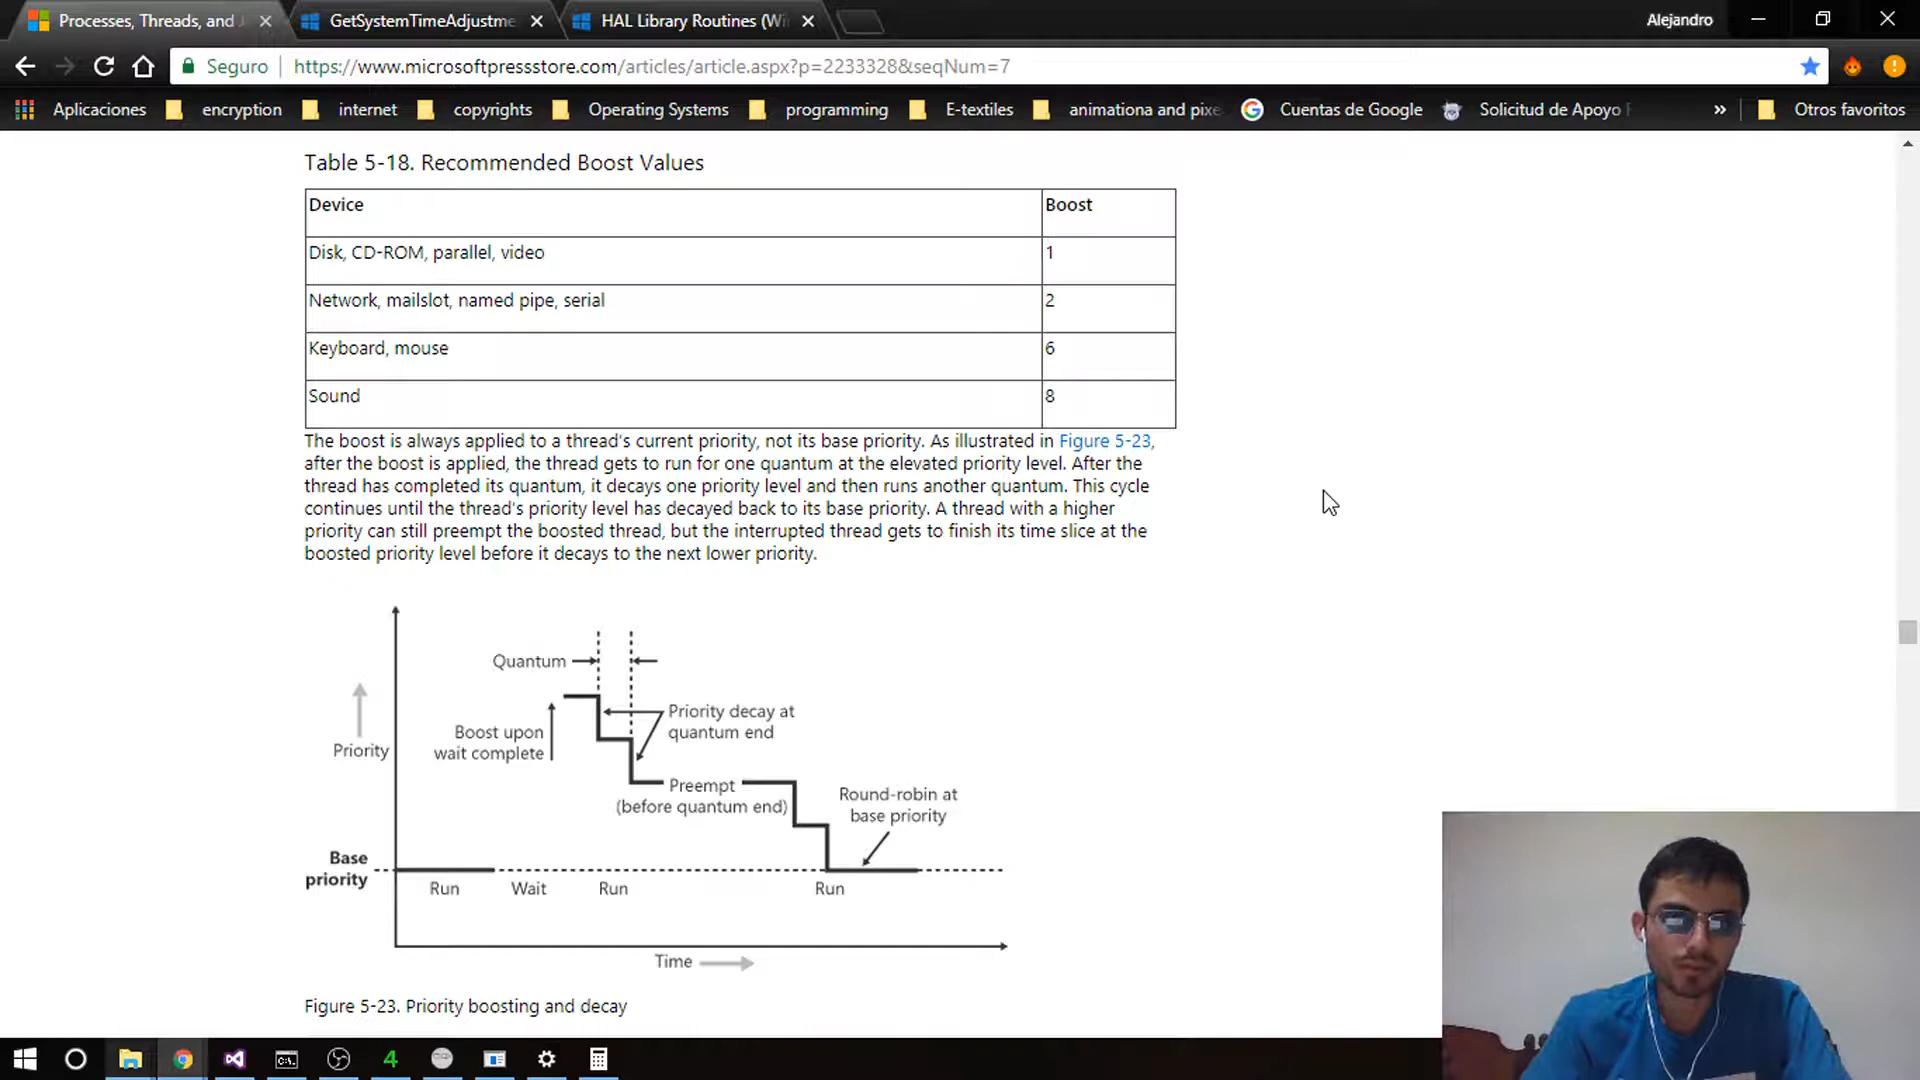 Processes, Threads, and J
GetSystemTimeAdjustme
HAL Library Routines (Wi
Alejandro
Seguro
https://www.microsoftpressstore.com/articles/article.aspx?p=2233328&seqNum=7
Aplicaciones
encryption
internet
copyrights
Operating Systems
programming
E-textiles
animationa and pixe
Cuentas de Google
Solicitud de Apoyo
»
Otros favoritos
Table 5-18. Recommended Boost Values
Device Boost
Disk, CD-ROM, parallel, video 1
Network, mailslot, named pipe, serial 2
Keyboard, mouse 6
Sound 8
The boost is always applied to a thread's current priority, not its base priority. As illustrated in Figure 5-23,
after the boost is applied, the thread gets to run for one quantum at the elevated priority level. After the
thread has completed its quantum, it decays one priority level and then runs another quantum. This cycle
continues until the thread's priority level has decayed back to its base priority. A thread with a higher
priority can still preempt the boosted thread, but the interrupted thread gets to finish its time slice at the
boosted priority level before it decays to the next lower priority.
Quantum
Priority decay at
quantum end
Boost upon
wait complete
Priority
Preempt
(before quantum end)
Round-robin at
base priority
Base
priority
Run Wait Run Run
Time
Figure 5-23. Priority boosting and decay
4